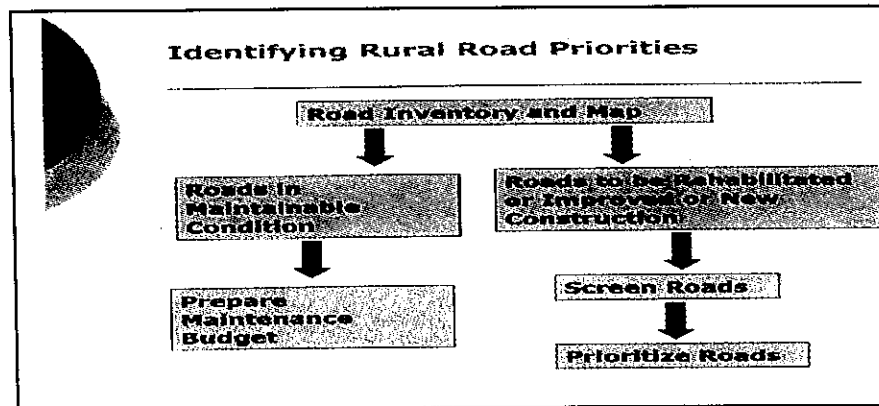 Identifying Rural Road Priorities
Road Inventory and Map
Roads in
Maintainable
Condition
Roads to be Rehabilitated
or Improved or New
Construction
Prepare
Maintenance
Budget
Screen Roads
Prioritize Roads